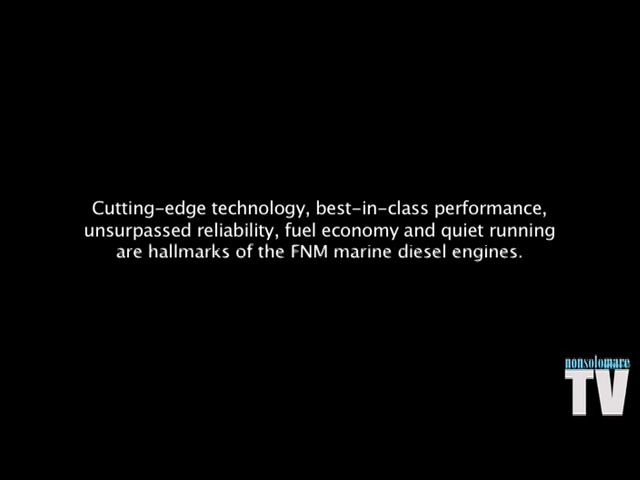 Cutting-edge technology, best-in-class performance,
unsurpassed reliability, fuel economy and quiet running
are hallmarks of the FNM marine diesel engines.
nonsolomare
TV